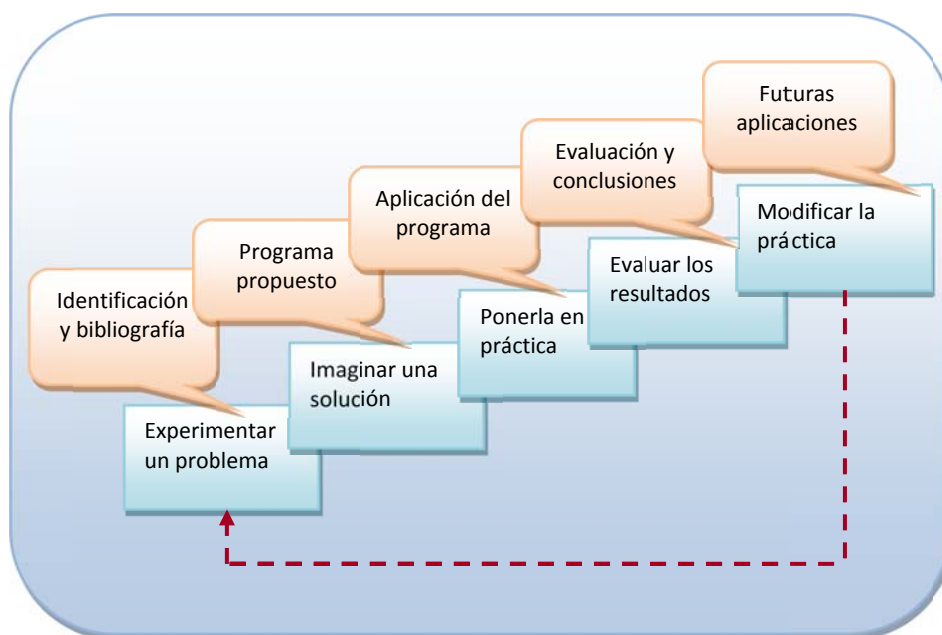 Futuras
aplicaciones
Evaluación y
conclusiones
Aplicación del
programa
Programa
propuesto
Identificación
y bibliografía
Modificar la
práctica
Evaluar los
resultados
Ponerla en
práctica
Imaginar una
solución
Experimentar
un problema